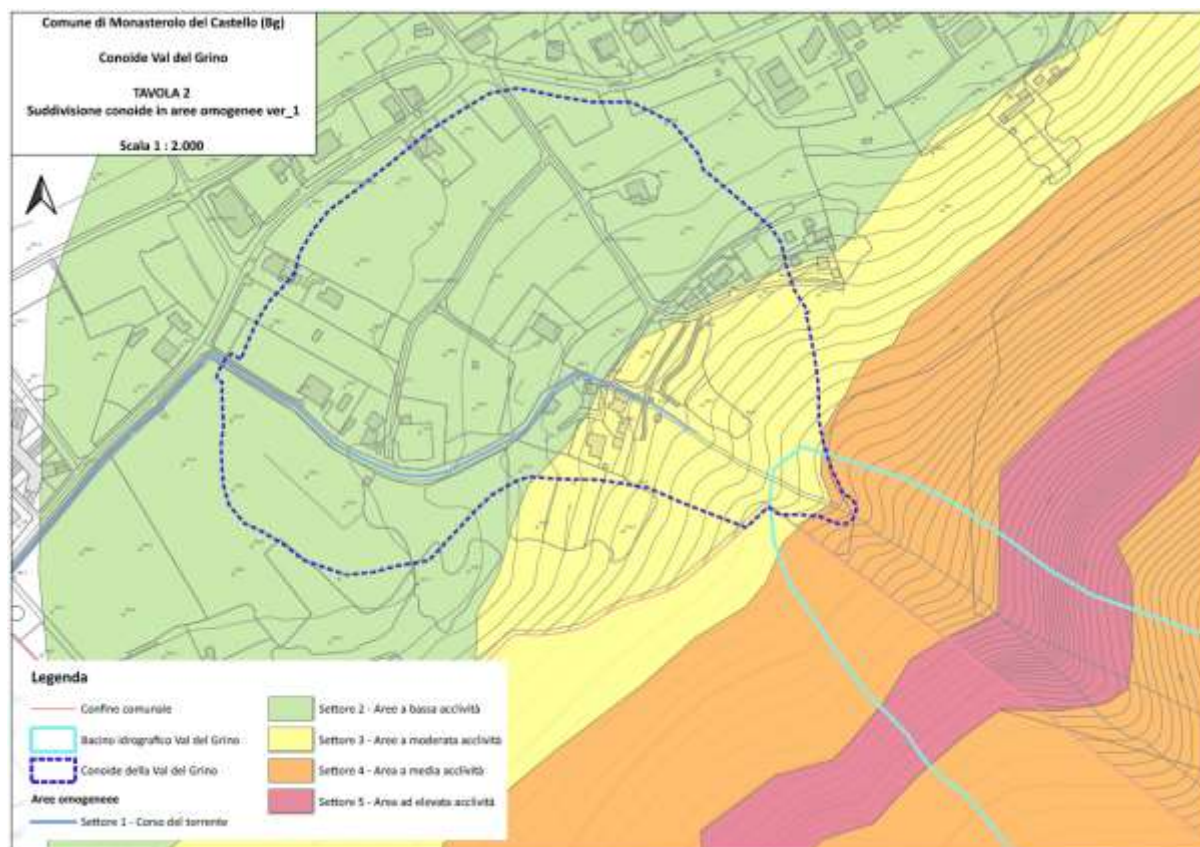 Comune di Monasterolo del Castello (Bg)
Conoide Val del Grino
TAVOLA 2
Suddivisione conoide in aree omogenee ver_1
Scala 1 : 2.000
Legenda
Confine comunale
Bacino idrografico Val del Grino
Conoide della Val del Grino
Aree omogeneee
Settore 1 - Corso del torrente
Settore 2 - Aree a bassa acclività
Settore 3 - Aree a moderata acclività
Settore 4 - Area a media acclività
Settore 5 - Area ad elevata acclività